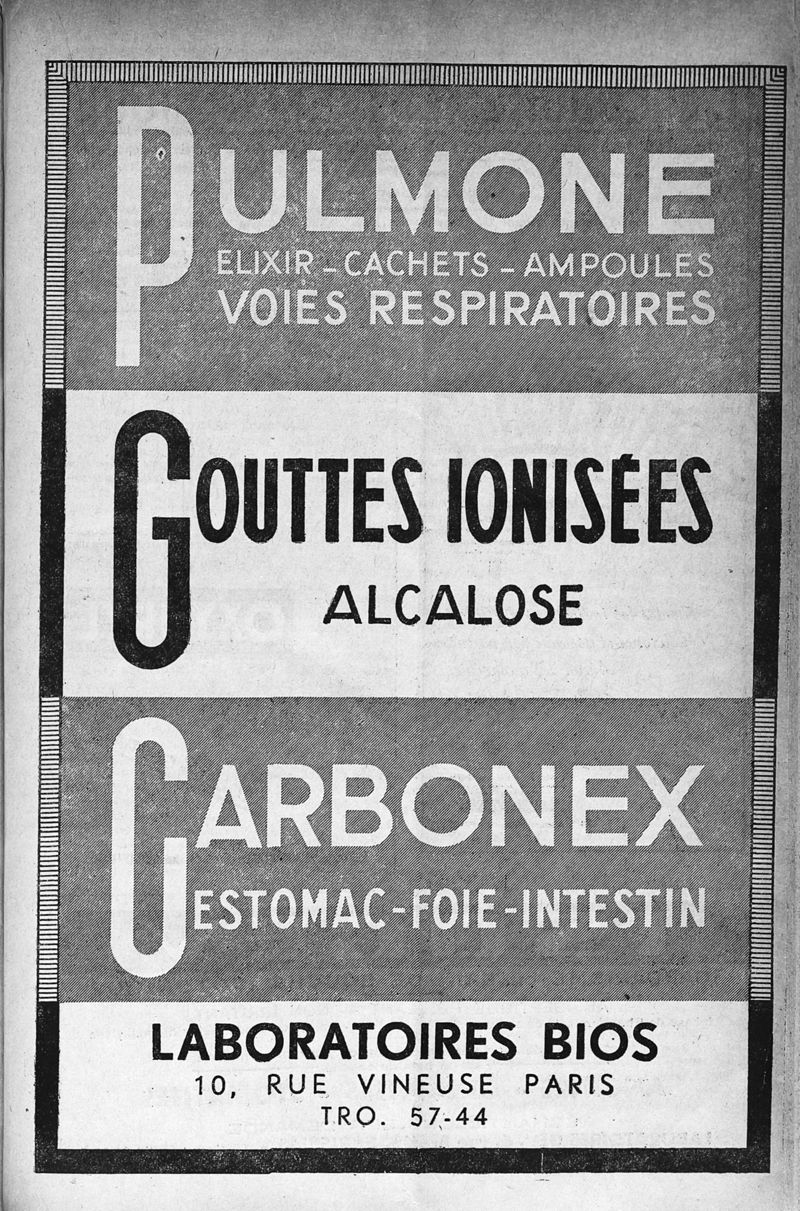 PULMONE
ELIXIR - CACHETS - AMPOULES
VOIES RESPIRATOIRES
GOUTTES IONISÉES
ALCALOSE
CARBONEX
ESTOMAC-FOIE-INTESTIN
LABORATOIRES BIOS
10, RUE VINEUSE PARIS
TRO. 57-44